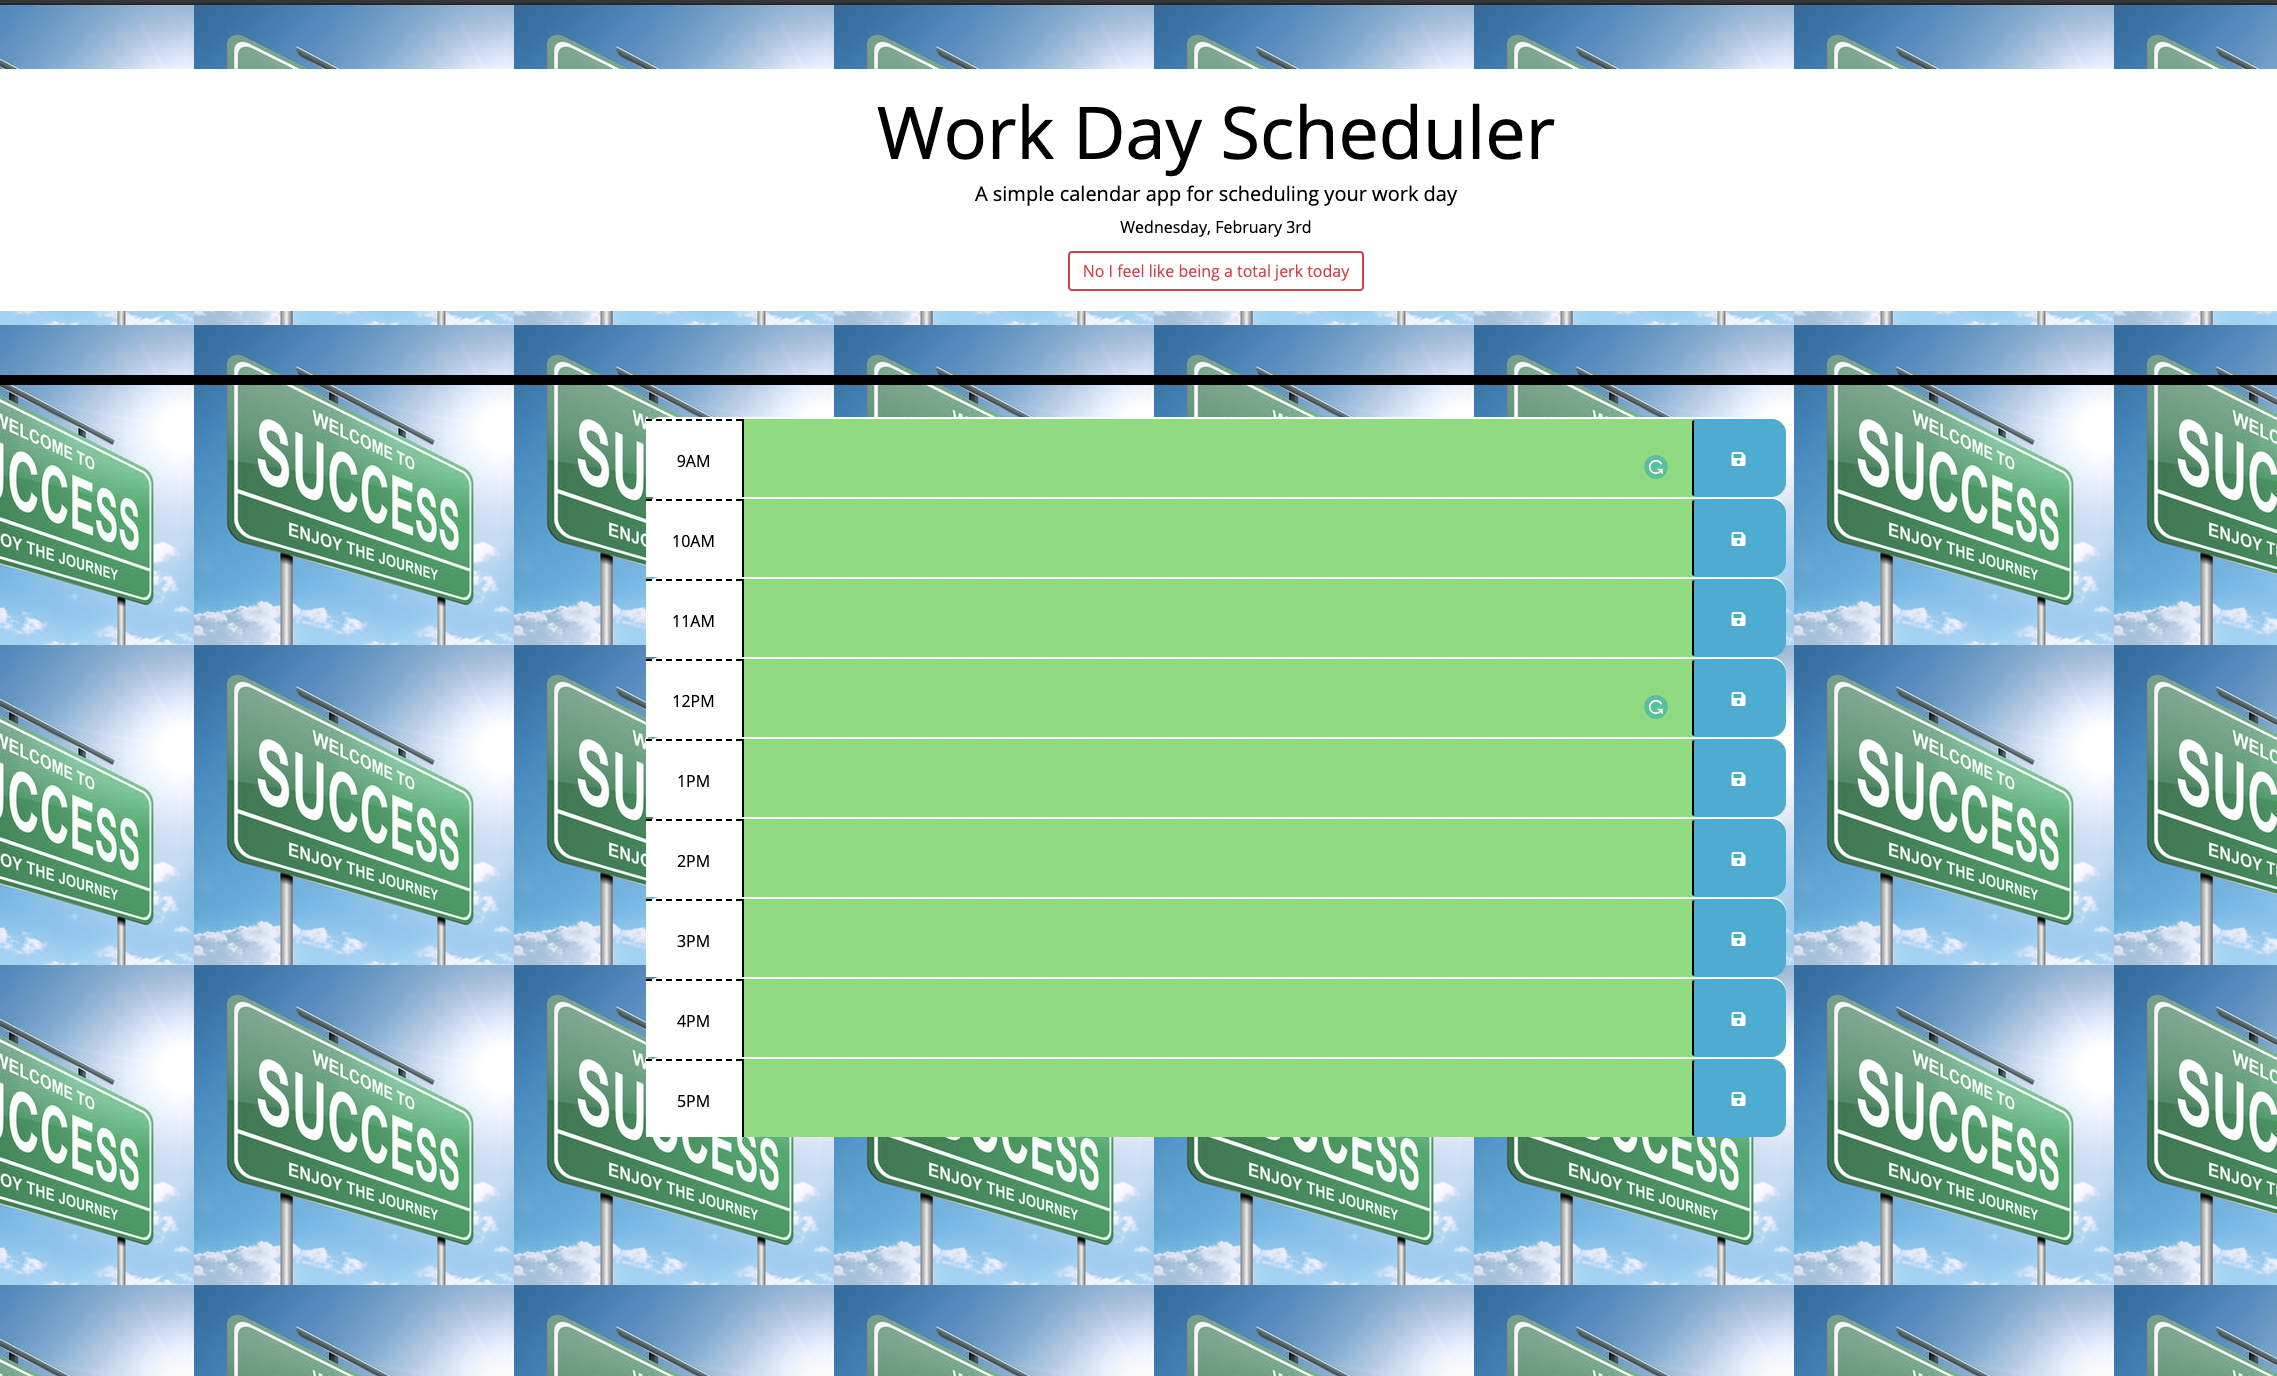 Work Day Scheduler
A simple calendar app for scheduling your work day
Wednesday, February 3rd
No I feel like being a total jerk today
WELCOME TO
SUCCESS
ENJOY THE JOURNEY
9AM
10AM
11AM
12PM
1PM
2PM
3PM
4PM
5PM